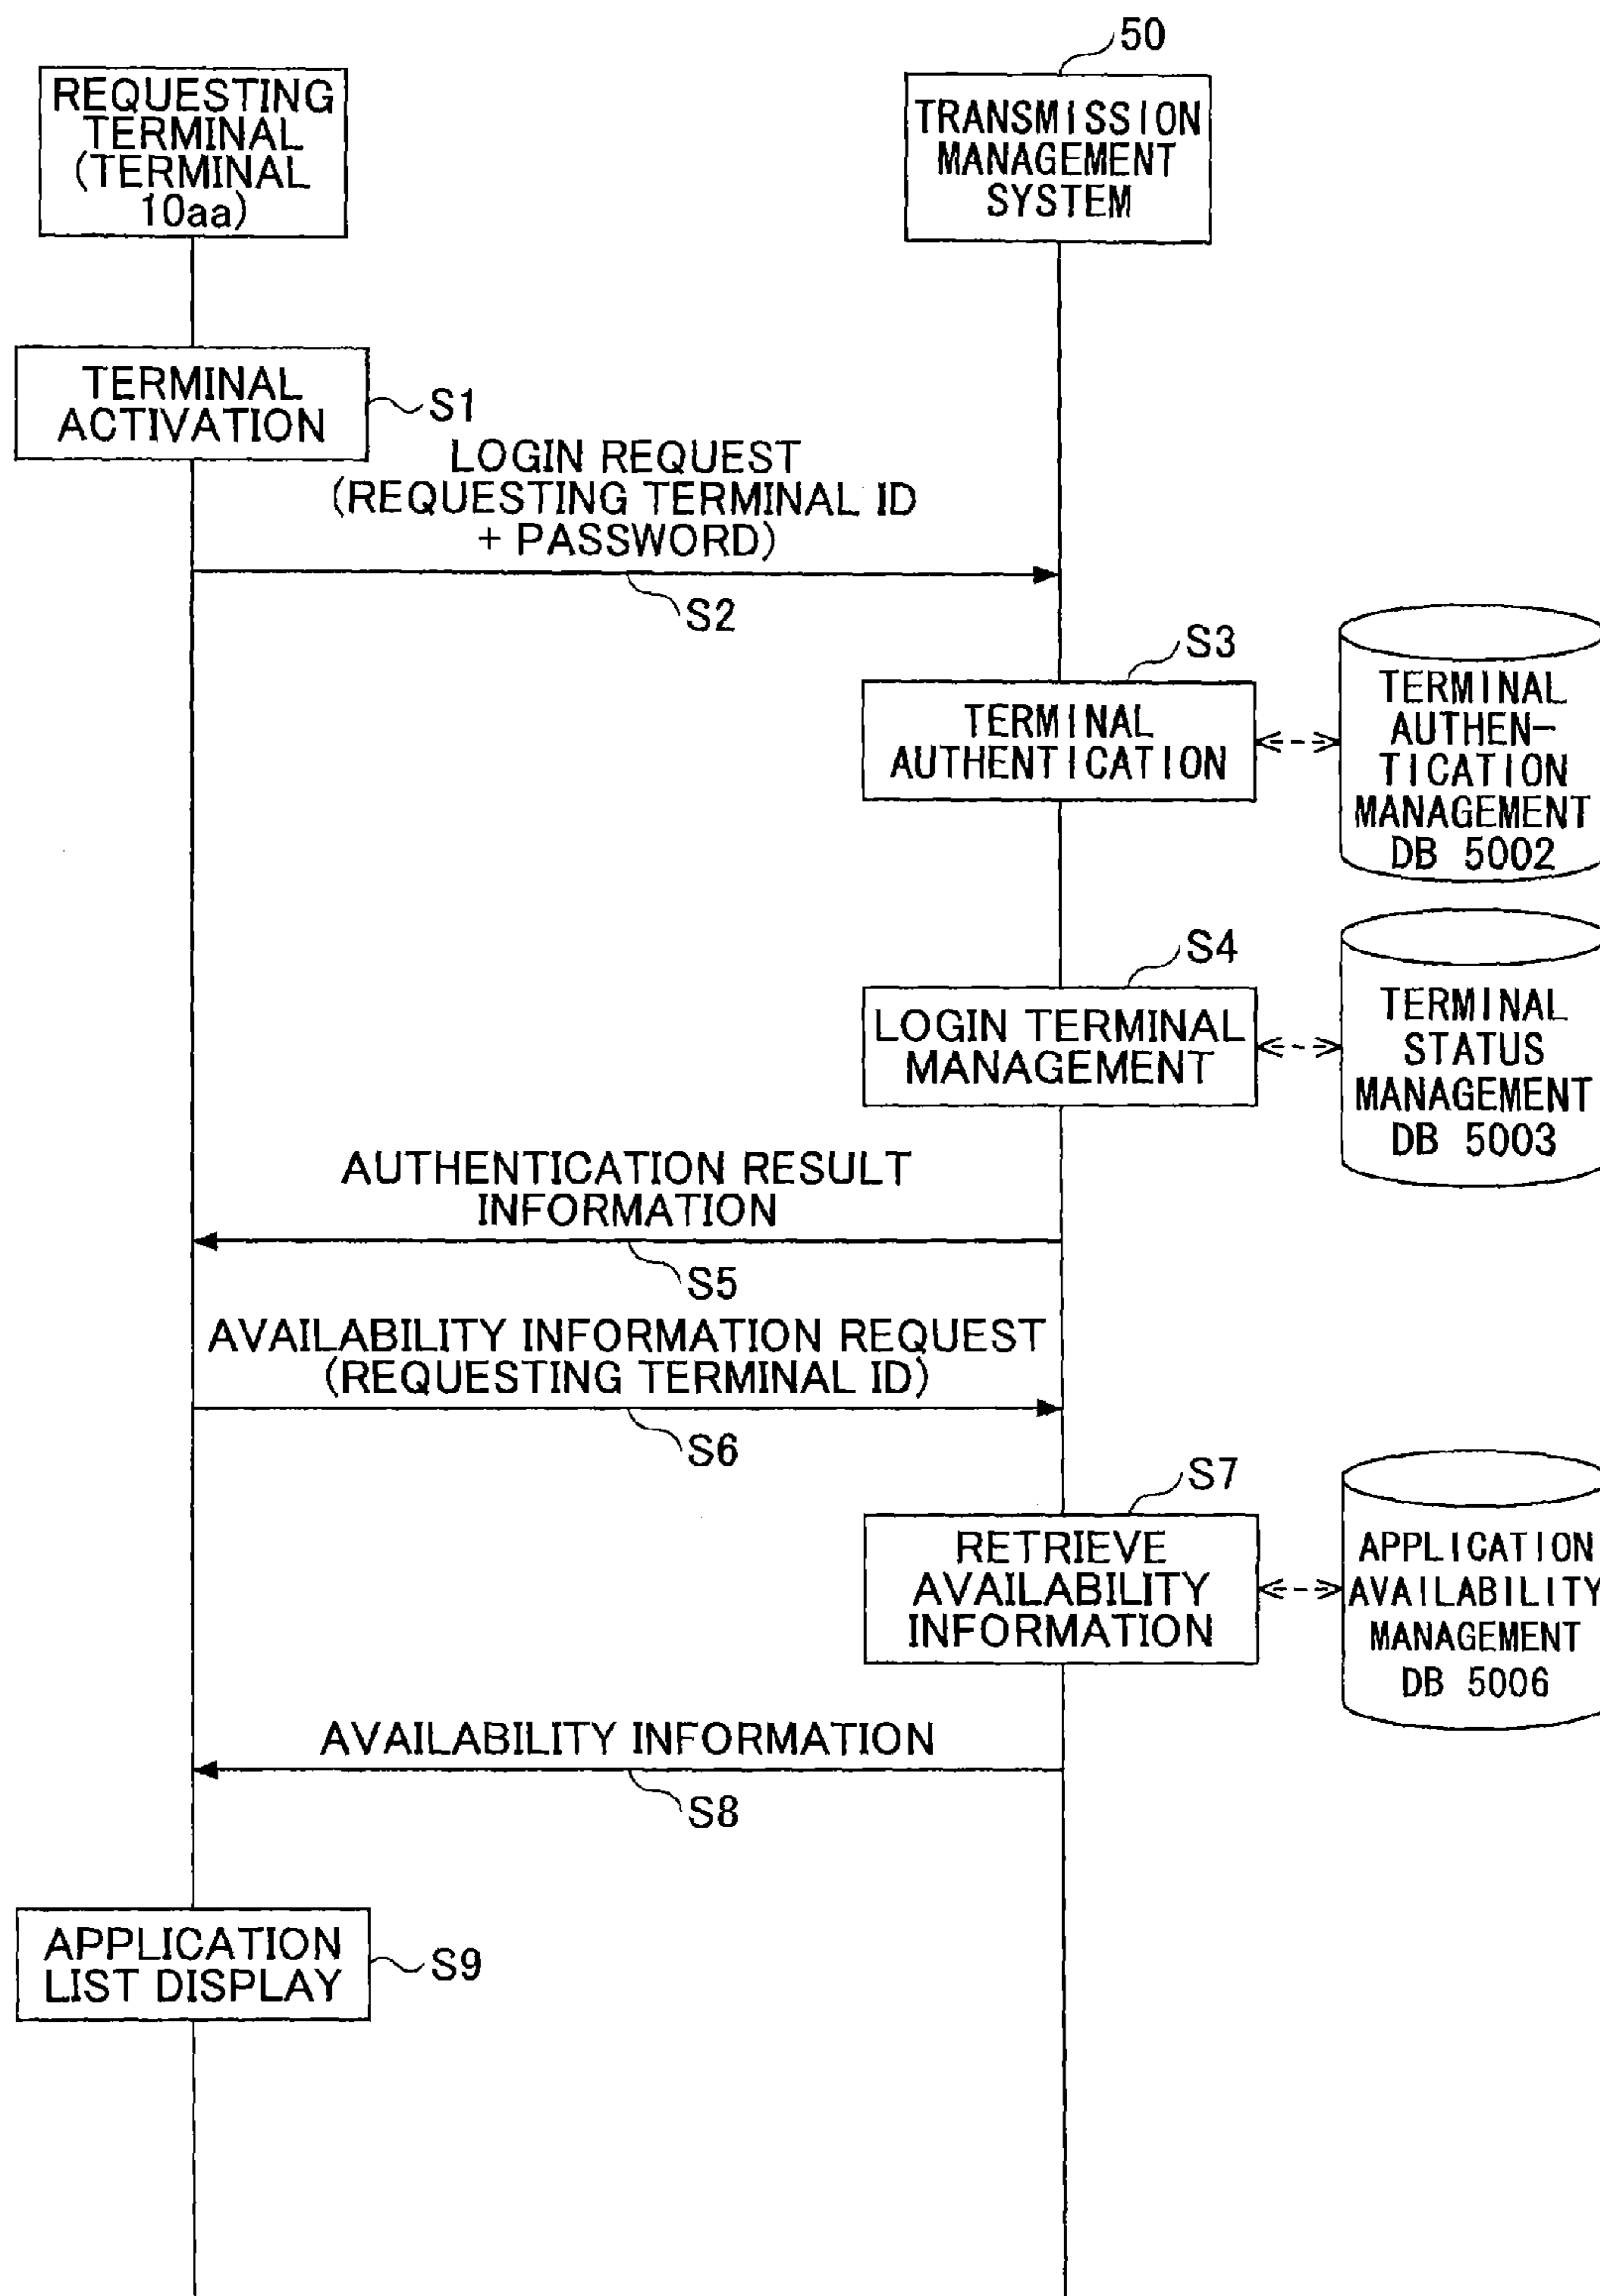 50
REQUESTING
TERMINAL
(TERMINAL
10aa)
TRANSMISSION
MANAGEMENT
SYSTEM
TERMINAL
ACTIVATION
S1
LOGIN REQUEST
(REQUESTING TERMINAL ID
+ PASSWORD)
S2
S3
TERMINAL
AUTHENTICATION
TERMINAL
AUTHEN-
TICATION
MANAGEMENT
DB 5002
S4
LOGIN TERMINAL
MANAGEMENT
TERMINAL
STATUS
MANAGEMENT
DB 5003
AUTHENTICATION RESULT
INFORMATION
S5
AVAILABILITY INFORMATION REQUEST
(REQUESTING TERMINAL ID)
S6
S7
RETRIEVE
AVAILABILITY
INFORMATION
APPLICATION
AVAILABILITY
MANAGEMENT
DB 5006
AVAILABILITY INFORMATION
S8
APPLICATION
LIST DISPLAY
S9